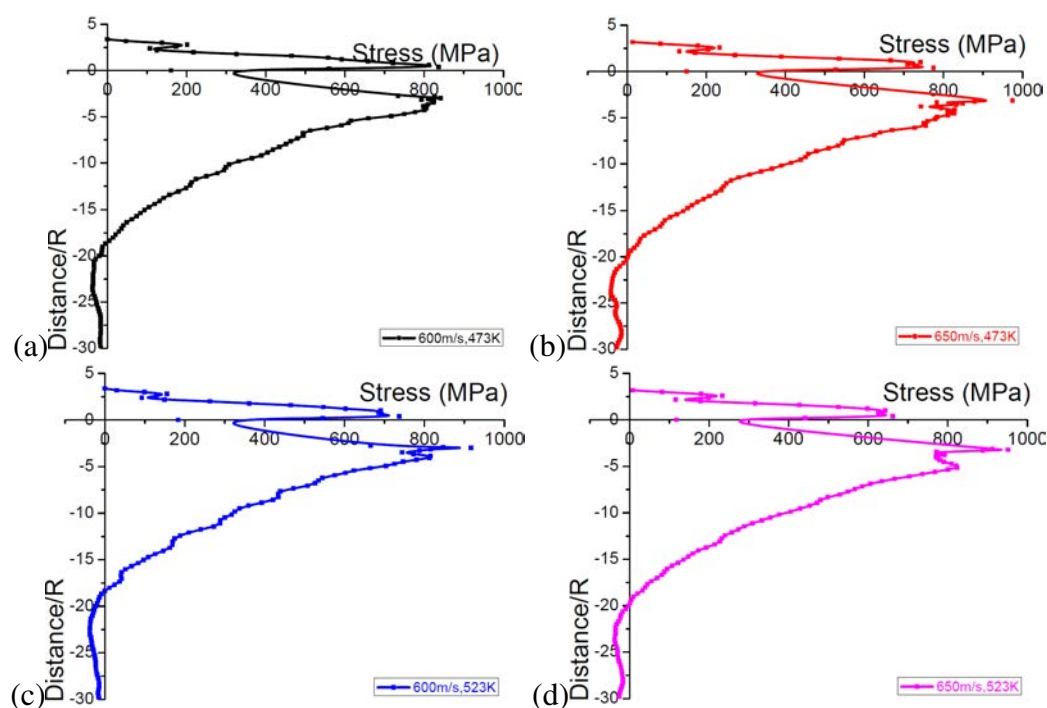 5
Stress (MPa)
0
0 200 400 600 800 1000
-5
-10
-15
-20
-25
-30
Distance/R
600m/s,473K
(a)
5
Stress (MPa)
0
0 200 400 600 800 1000
-5
-10
-15
-20
-25
-30
Distance/R
650m/s,473K
(b)
5
Stress (MPa)
0
0 200 400 600 800 1000
-5
-10
-15
-20
-25
-30
Distance/R
600m/s,523K
(c)
5
Stress (MPa)
0
0 200 400 600 800 1000
-5
-10
-15
-20
-25
-30
Distance/R
650m/s,523K
(d)